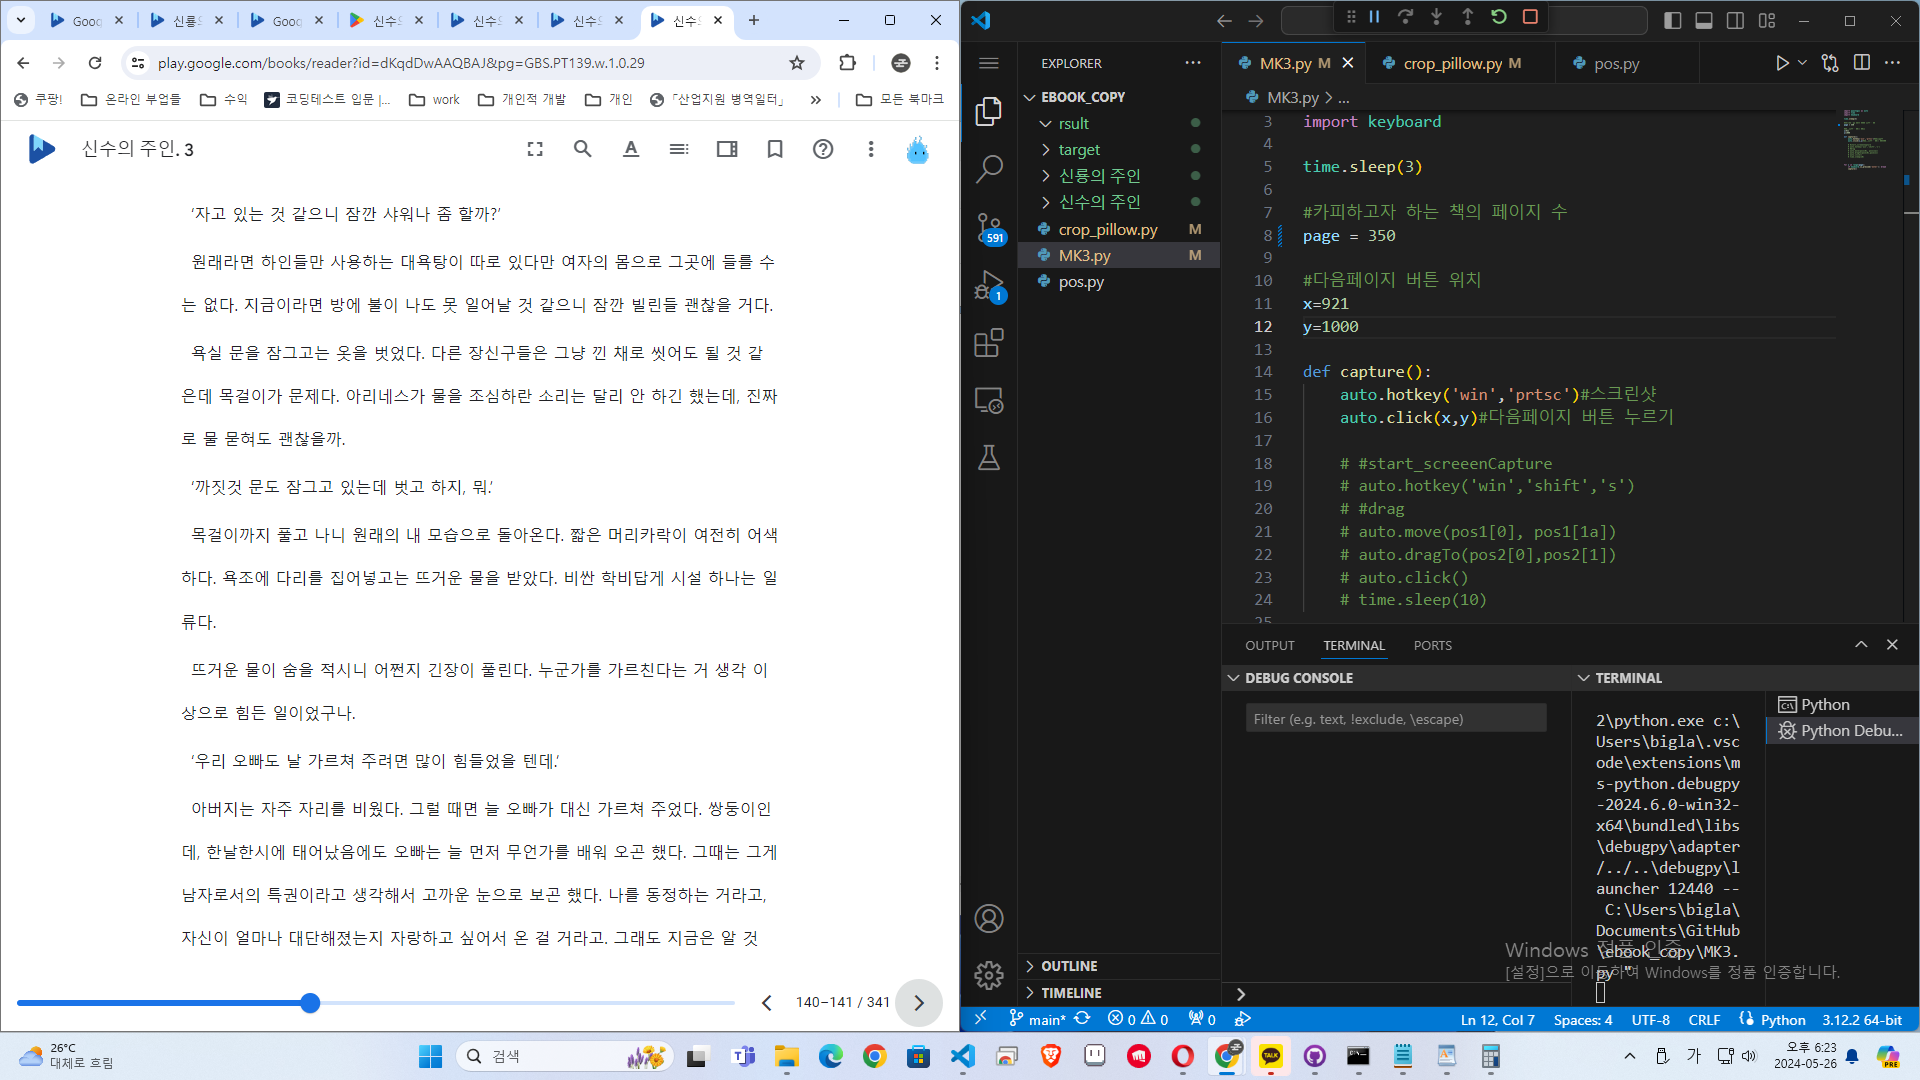 Goog
신룡
Goog
신수
신수
신수
신수
play.google.com/books/reader?id=dKqdDwAAQBAJ&pg=GBS.PT139.w.1.0.29
쿠팡!
온라인 부업들
수익
코딩테스트 입문 |...
work
개인적 개발
개인
「산업지원 병역일터」
»
모든 북마크
신수의 주인. 3
‘자고 있는 것 같으니 잠깐 샤워나 좀 할까?’
원래라면 하인들만 사용하는 대욕탕이 따로 있다만 여자의 몸으로 그곳에 들를 수
는 없다. 지금이라면 방에 불이 나도 못 일어날 것 같으니 잠깐 빌린들 괜찮을 거다.
욕실 문을 잠그고는 옷을 벗었다. 다른 장신구들은 그냥 낀 채로 씻어도 될 것 같
은데 목걸이가 문제다. 아리네스가 물을 조심하란 소리는 달리 안 하긴 했는데, 진짜
로 물 묻혀도 괜찮을까.
‘까짓것 문도 잠그고 있는데 벗고 하지, 뭐.’
목걸이까지 풀고 나니 원래의 내 모습으로 돌아온다. 짧은 머리카락이 여전히 어색
하다. 욕조에 다리를 집어넣고는 뜨거운 물을 받았다. 비싼 학비답게 시설 하나는 일
류다.
뜨거운 물이 숨을 적시니 어쩐지 긴장이 풀린다. 누군가를 가르친다는 거 생각 이
상으로 힘든 일이었구나.
‘우리 오빠도 날 가르쳐 주려면 많이 힘들었을 텐데.’
아버지는 자주 자리를 비웠다. 그럴 때면 늘 오빠가 대신 가르쳐 주었다. 쌍둥이인
데, 한날한시에 태어났음에도 오빠는 늘 먼저 무언가를 배워 오곤 했다. 그때는 그게
남자로서의 특권이라고 생각해서 고까운 눈으로 보곤 했다. 나를 동정하는 거라고,
자신이 얼마나 대단해졌는지 자랑하고 싶어서 온 걸 거라고. 그래도 지금은 알 것
140–141 / 341
EXPLORER
EBOOK_COPY
rsult
target
신룡의 주인
신수의 주인
crop_pillow.py M
MK3.py M
pos.py
591
1
OUTLINE
TIMELINE
MK3.py M
crop_pillow.py M
pos.py
MK3.py > ...
3 import keyboard
4
5 time.sleep(3)
6
7 #카피하고자 하는 책의 페이지 수
8 page = 350
9
10 #다음페이지 버튼 위치
11 x=921
12 y=1000
13
14 def capture():
15 auto.hotkey('win','prtsc')#스크린샷
16 auto.click(x,y)#다음페이지 버튼 누르기
17
18 # #start_screeenCapture
19 # auto.hotkey('win','shift','s')
20 # #drag
21 # auto.move(pos1[0], pos1[1a])
22 # auto.dragTo(pos2[0],pos2[1])
23 # auto.click()
24 # time.sleep(10)
25
OUTPUT
TERMINAL
PORTS
DEBUG CONSOLE
Filter (e.g. text, !exclude, \escape)
TERMINAL
2\python.exe c:\
Users\bigla\.vsc
ode\extensions\m
s-python.debugpy
-2024.6.0-win32-
x64\bundled\libs
\debugpy\adapter
/../..\debugpy\l
auncher 12440 --
C:\Users\bigla\
Documents\GitHub
\ebook_copy\MK3.
py "
Python
Python Debu...
Windows 정품 인증
[설정]으로 이동하여 Windows를 정품 인증합니다.
main*
0
0
0
Ln 12, Col 7
Spaces: 4
UTF-8
CRLF
Python
3.12.2 64-bit
26°C
대체로 흐림
검색
TALK
가
오후 6:23
2024-05-26
PRE